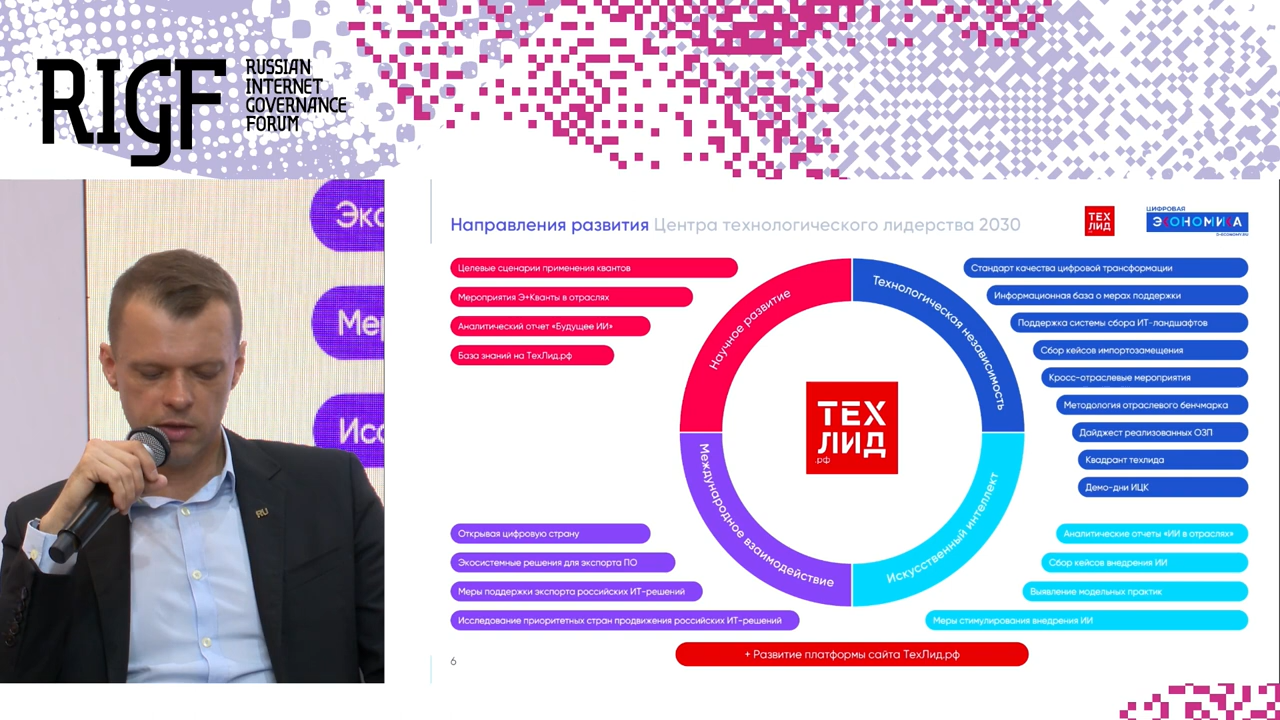 RIGF
RUSSIAN
INTERNET
GOVERNANCE
FORUM
Эко
Мер
Исс
RU
Направления развития Центра технологического лидерства 2030
ТЕХ
ЛИД
ЦИФРОВАЯ
ЭКОНОМИКА
D-ECONOMY.RU
Целевые сценарии применения квантов
Мероприятия Э+Кванты в отраслях
Аналитический отчет «Будущее ИИ»
База знаний на ТехЛид.рф
Научное развитие
Технологическая независимость
Стандарт качества цифровой трансформации
Информационная база о мерах поддержки
Поддержка системы сбора ИТ-ландшафтов
Сбор кейсов импортозамещения
Кросс-отраслевые мероприятия
Методология отраслевого бенчмарка
Дайджест реализованных ОЗП
Квадрант техлида
Демо-дни ИЦК
ТЕХ
ЛИД
.рф
Международное взаимодействие
Искусственный интеллект
Открывая цифровую страну
Экосистемные решения для экспорта ПО
Меры поддержки экспорта российских ИТ-решений
Исследование приоритетных стран продвижения российских ИТ-решений
Аналитические отчеты «ИИ в отраслях»
Сбор кейсов внедрения ИИ
Выявление модельных практик
Меры стимулирования внедрения ИИ
+ Развитие платформы сайта ТехЛид.рф
6